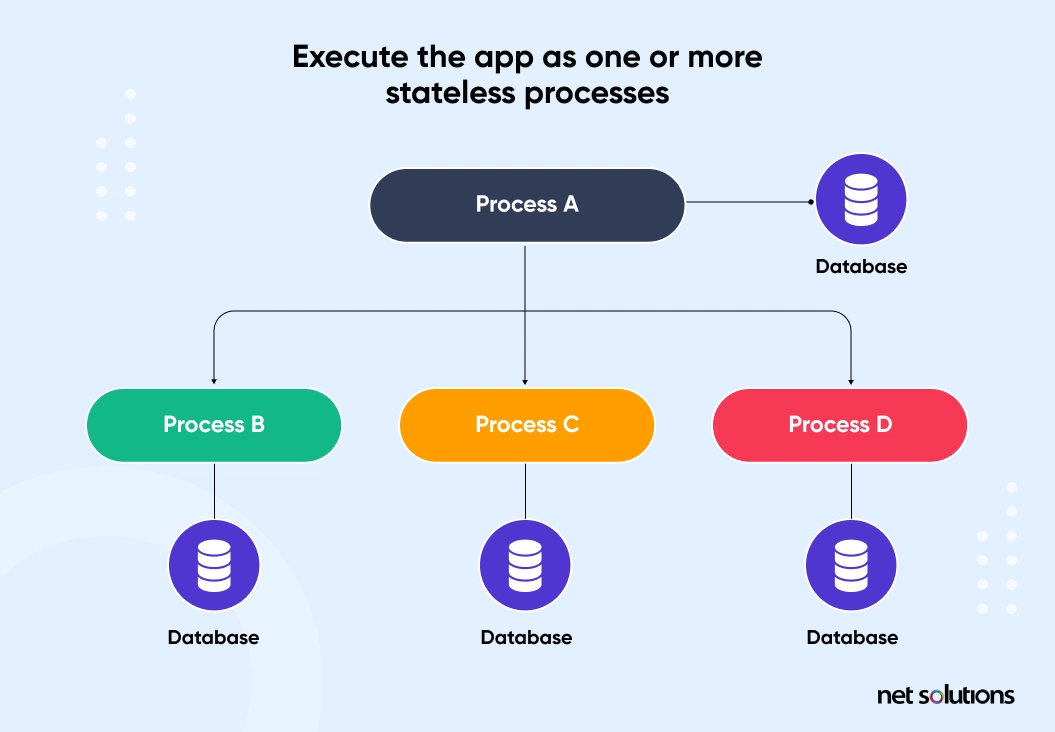 Execute the app as one or more
stateless processes
Process A
Database
Process B
Process C
Process D
Database
Database
Database
net solutions